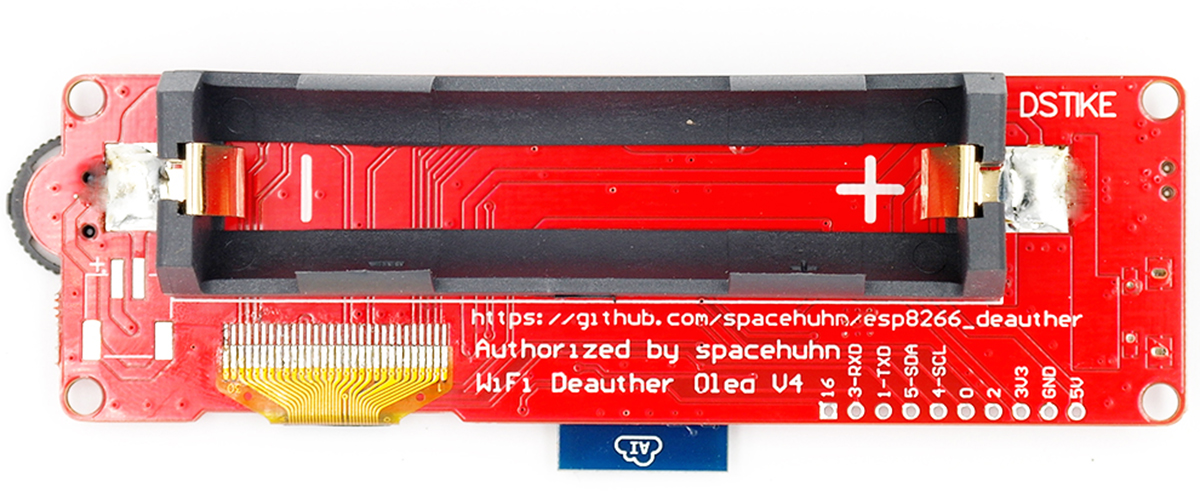 DSTIKE
https://github.com/spacehuhn/esp8266_deauther
Authorized by spacehuhn
WiFi Deauther Oled V4
16
3-RXD
1-TXD
5-SDA
4-SCL
0
2
3V3
GND
5V
AI